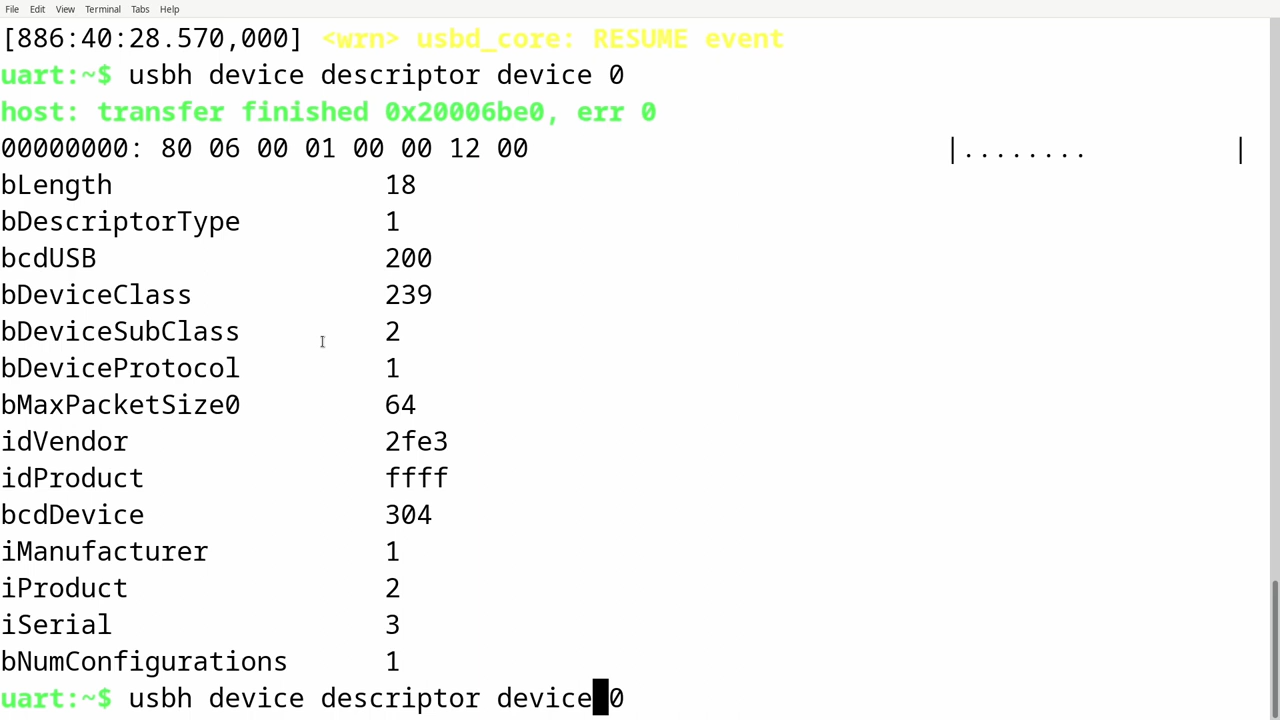 File Edit View Terminal Tabs Help
[886:40:28.570,000] <wrn> usbd_core: RESUME event
uart:~$ usbh device descriptor device 0
host: transfer finished 0x20006be0, err 0
00000000: 80 06 00 01 00 00 12 00 |........ |
bLength 18
bDescriptorType 1
bcdUSB 200
bDeviceClass 239
bDeviceSubClass 2
bDeviceProtocol 1
bMaxPacketSize0 64
idVendor 2fe3
idProduct ffff
bcdDevice 304
iManufacturer 1
iProduct 2
iSerial 3
bNumConfigurations 1
uart:~$ usbh device descriptor device 0